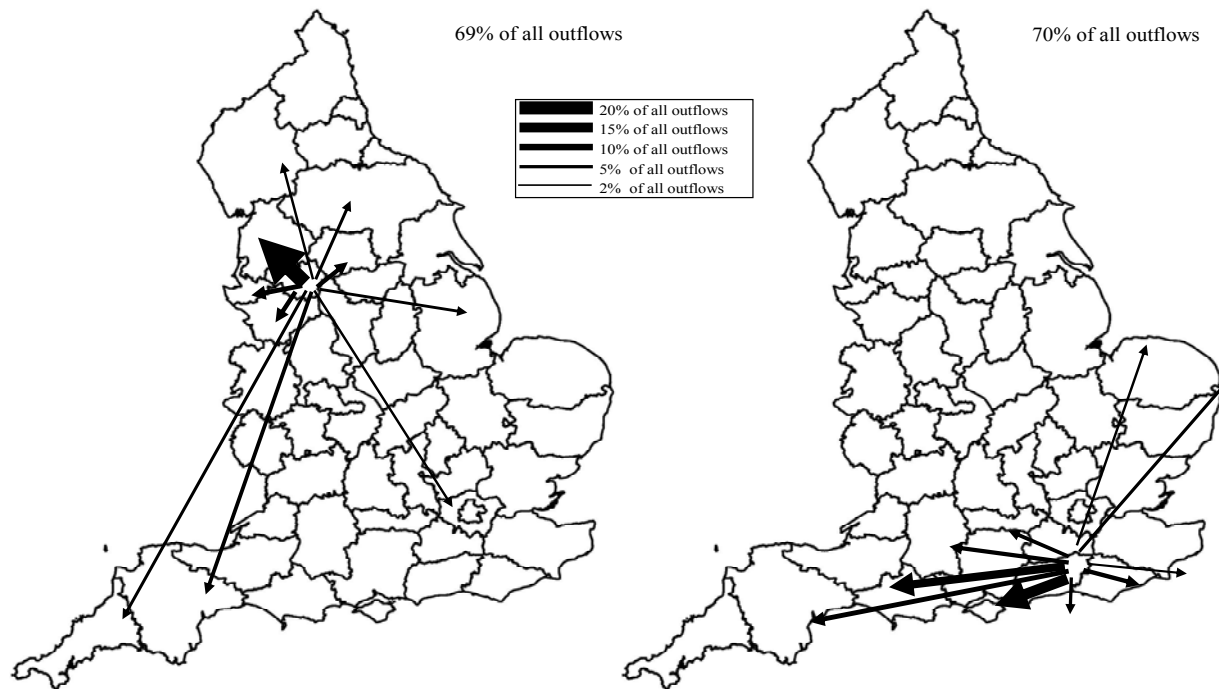 69% of all outflows
70% of all outflows
20% of all outflows
15% of all outflows
10% of all outflows
5% of all outflows
2% of all outflows